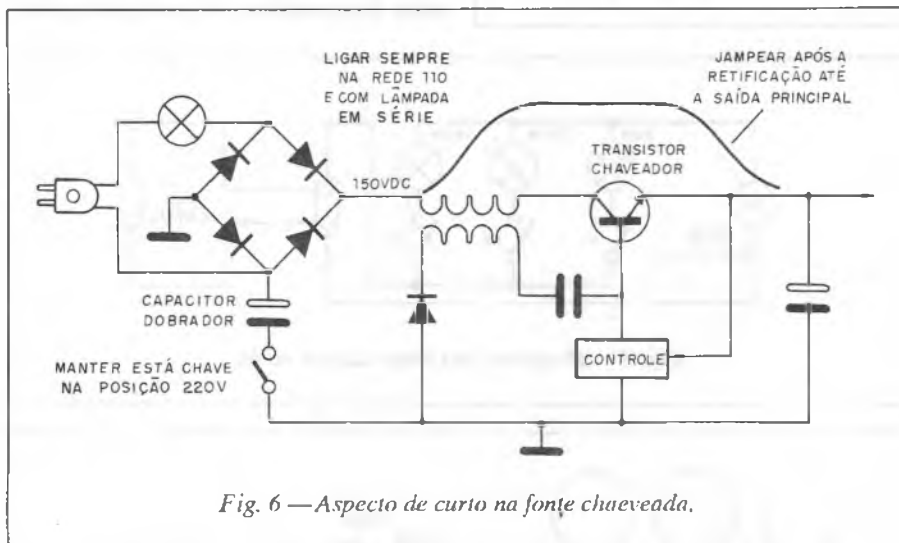 LIGAR SEMPRE
NA REDE 110
E COM LÂMPADA
EM SÉRIE
JAMPEAR APÓS A
RETIFICAÇÃO ATÉ
A SAÍDA PRINCIPAL
TRANSISTOR
CHAVEADOR
150VDC
CAPACITOR
DOBRADOR
MANTER ESTÁ CHAVE
NA POSIÇÃO 220V
CONTROLE
Fig. 6 — Aspecto de curto na fonte chaeveada.